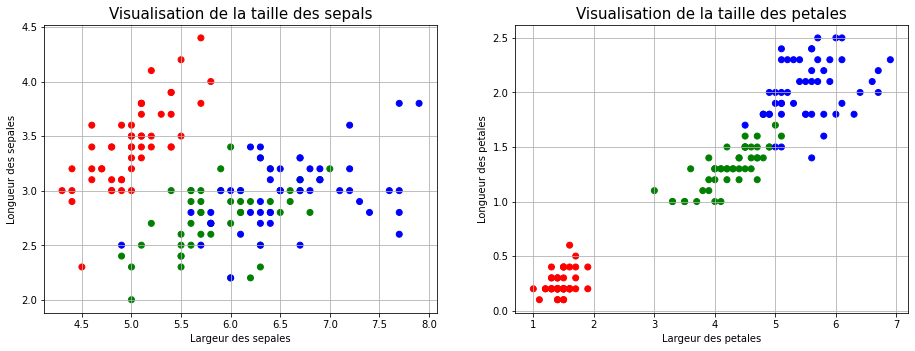 Visualisation de la taille des sepals
Longueur des sepales
4.5
4.0
3.5
3.0
2.5
2.0
4.5 5.0 5.5 6.0 6.5 7.0 7.5 8.0
Largeur des sepales
Visualisation de la taille des petales
Longueur des petales
2.5
2.0
1.5
1.0
0.5
0.0
1 2 3 4 5 6 7
Largeur des petales